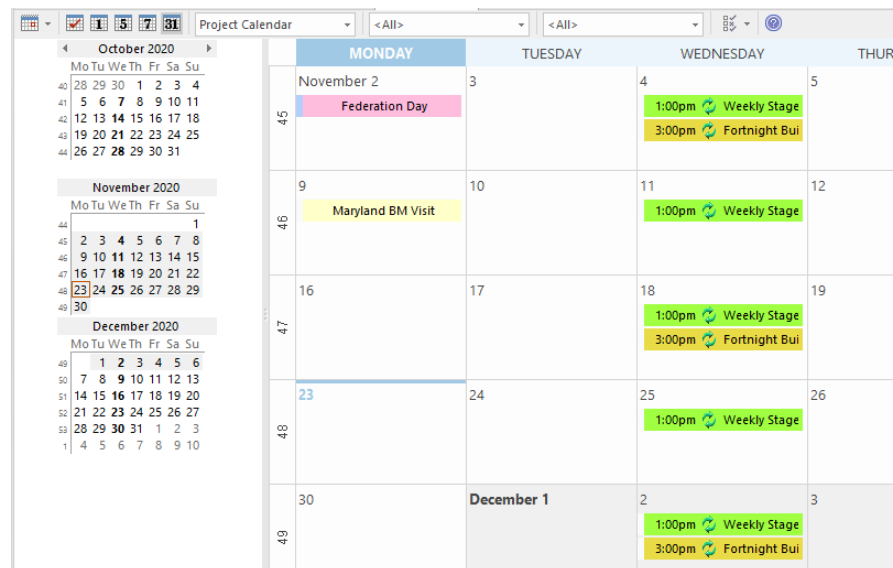 1 5 7 31 Project Calendar <All> <All>
October 2020
Mo Tu We Th Fr Sa Su
40 28 29 30 1 2 3 4
41 5 6 7 8 9 10 11
42 12 13 14 15 16 17 18
43 19 20 21 22 23 24 25
44 26 27 28 29 30 31
November 2020
Mo Tu We Th Fr Sa Su
44 1
45 2 3 4 5 6 7 8
46 9 10 11 12 13 14 15
47 16 17 18 19 20 21 22
48 23 24 25 26 27 28 29
49 30
December 2020
Mo Tu We Th Fr Sa Su
49 1 2 3 4 5 6
50 7 8 9 10 11 12 13
51 14 15 16 17 18 19 20
52 21 22 23 24 25 26 27
53 28 29 30 31 1 2 3
1 4 5 6 7 8 9 10
MONDAY TUESDAY WEDNESDAY THUR
45
November 2 3 4 5
Federation Day 1:00pm Weekly Stage
3:00pm Fortnight Bui
46
9 10 11 12
Maryland BM Visit 1:00pm Weekly Stage
47
16 17 18 19
1:00pm Weekly Stage
3:00pm Fortnight Bui
48
23 24 25 26
1:00pm Weekly Stage
49
30 December 1 2 3
1:00pm Weekly Stage
3:00pm Fortnight Bui